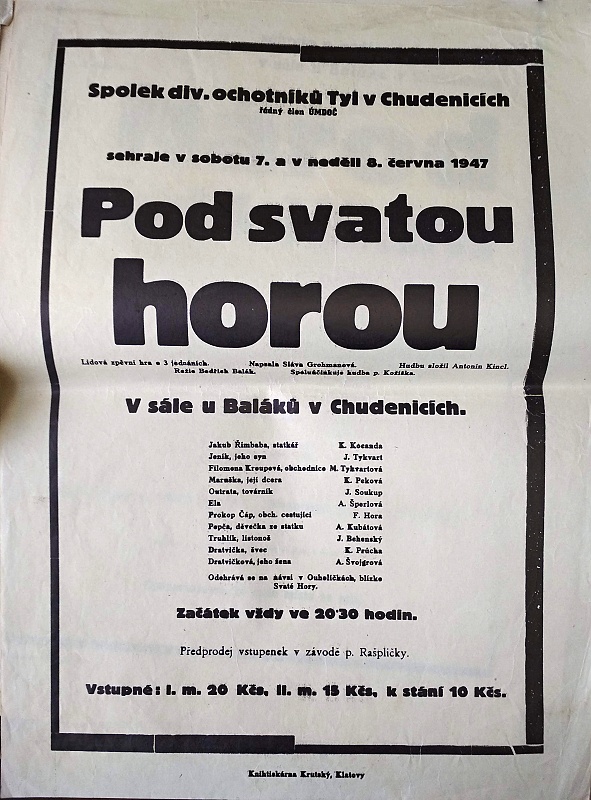 Spolek div. ochotníků Tyl v Chudenicích
řádný člen ÚMDOČ
sehraje v sobotu 7. a v neděli 8. června 1947
Pod svatou
horou
Lidová zpěvní hra o 3 jednáních. Napsala Sláva Grohmanová. Hudbu složil Antonín Kincl.
Režie Bedřich Balák. Spoluúčinkuje hudba p. Kožíška.
V sále u Baláků v Chudenicích.
Jakub Řimbaba, statkář K. Kocanda
Jeník, jeho syn J. Tykvart
Filomena Kroupová, obchodnice M. Tykvartová
Maruška, její dcera K. Peková
Outrata, továrník J. Soukup
Ela A. Šperlová
Prokop Čáp, obch. cestující F. Hora
Pepča, děvečka ze statku A. Kubátová
Truhlík, listonoš J. Behenský
Dratvička, švec K. Průcha
Dratvičková, jeho žena A. Švojgrová
Odehrává se na návsi v Ouhelíčkách, blízko
Svaté Hory.
Začátek vždy ve 20'30 hodin.
Předprodej vstupenek v závodě p. Rašpličky.
Vstupné: I. m. 20 Kčs, II. m. 15 Kčs, k stání 10 Kčs.
Knihtiskárna Krutský, Klatovy